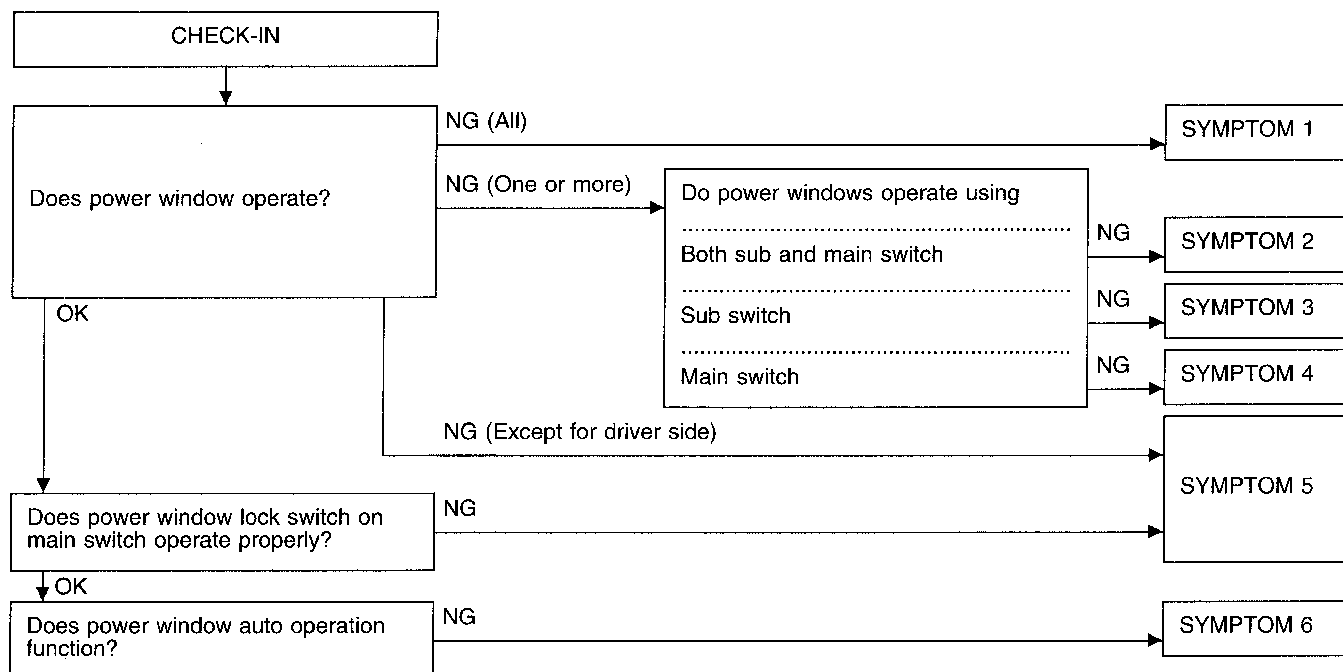 CHECK-IN
NG (All)
SYMPTOM 1
Does power window operate?
NG (One or more)
Do power windows operate using
Both sub and main switch
NG
SYMPTOM 2
Sub switch
NG
SYMPTOM 3
Main switch
NG
SYMPTOM 4
OK
NG (Except for driver side)
SYMPTOM 5
Does power window lock switch on
main switch operate properly?
NG
OK
Does power window auto operation
function?
NG
SYMPTOM 6